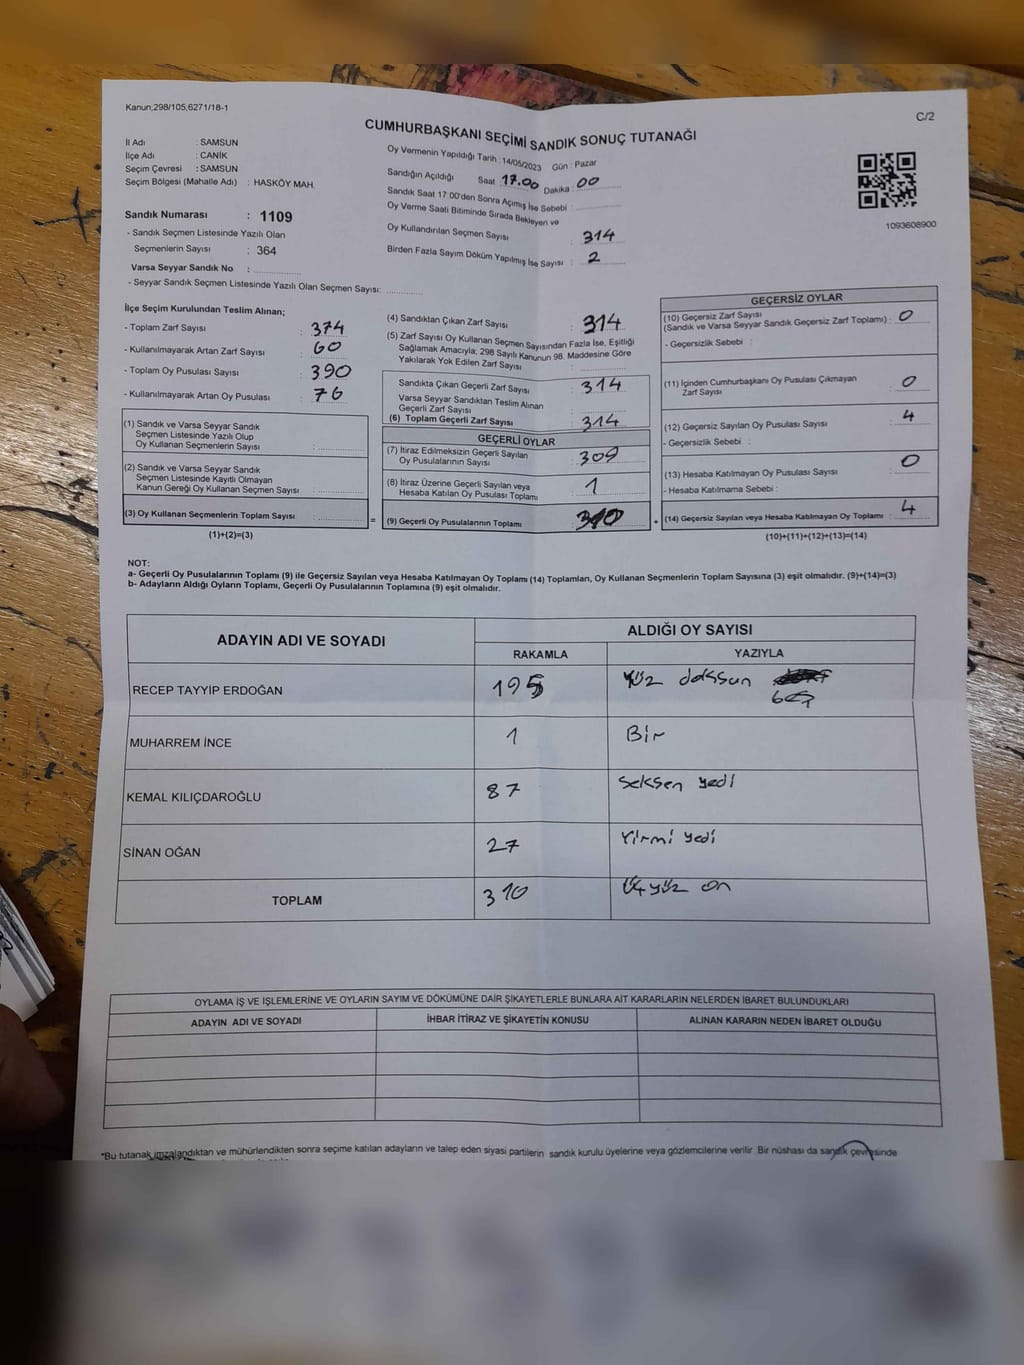 Kanun;298/105,6271/18-1
C/2
CUMHURBAŞKANI SEÇİMİ SANDIK SONUÇ TUTANAĞI
İl Adı : SAMSUN
İlçe Adı : CANİK
Seçim Çevresi : SAMSUN
Seçim Bölgesi (Mahalle Adı) : HASKÖY MAH.
Sandık Numarası : 1109
- Sandık Seçmen Listesinde Yazılı Olan
Seçmenlerin Sayısı : 364
Varsa Seyyar Sandık No :
- Seyyar Sandık Seçmen Listesinde Yazılı Olan Seçmen Sayısı:
Oy Vermenin Yapıldığı Tarih : 14/05/2023 Gün : Pazar
Sandığın Açıldığı Saat : 17.00 Dakika : 00
Sandık Saat 17:00'den Sonra Açımış İse Sebebi :
Oy Verme Saati Bitiminde Sırada Bekleyen ve
Oy Kullandırılan Seçmen Sayısı : 314
Birden Fazla Sayım Döküm Yapılmış İse Sayısı : 2
1093608900
İlçe Seçim Kurulundan Teslim Alınan;
- Toplam Zarf Sayısı : 374
- Kullanılmayarak Artan Zarf Sayısı : 60
- Toplam Oy Pusulası Sayısı : 390
- Kullanılmayarak Artan Oy Pusulası : 76
(1) Sandık ve Varsa Seyyar Sandık
Seçmen Listesinde Yazılı Olup
Oy Kullanan Seçmenlerin Sayısı :
(2) Sandık ve Varsa Seyyar Sandık
Seçmen Listesinde Kayıtlı Olmayan
Kanun Gereği Oy Kullanan Seçmen Sayısı :
(3) Oy Kullanan Seçmenlerin Toplam Sayısı :
(1)+(2)=(3)
(4) Sandıktan Çıkan Zarf Sayısı : 314
(5) Zarf Sayısı Oy Kullanan Seçmen Sayısından Fazla İse, Eşitliği
Sağlamak Amacıyla; 298 Sayılı Kanunun 98. Maddesine Göre
Yakılarak Yok Edilen Zarf Sayısı :
Sandıkta Çıkan Geçerli Zarf Sayısı : 314
Varsa Seyyar Sandıktan Teslim Alınan
Geçerli Zarf Sayısı :
(6) Toplam Geçerli Zarf Sayısı : 314
GEÇERLİ OYLAR
(7) İtiraz Edilmeksizin Geçerli Sayılan
Oy Pusulalarının Sayısı : 309
(8) İtiraz Üzerine Geçerli Sayılan veya
Hesaba Katılan Oy Pusulası Toplamı : 1
= (9) Geçerli Oy Pusulalarının Toplamı : 310 +
GEÇERSİZ OYLAR
(10) Geçersiz Zarf Sayısı
(Sandık ve Varsa Seyyar Sandık Geçersiz Zarf Toplamı) : 0
- Geçersizlik Sebebi :
(11) İçinden Cumhurbaşkanı Oy Pusulası Çıkmayan
Zarf Sayısı : 0
(12) Geçersiz Sayılan Oy Pusulası Sayısı : 4
- Geçersizlik Sebebi :
(13) Hesaba Katılmayan Oy Pusulası Sayısı : 0
- Hesaba Katılmama Sebebi :
(14) Geçersiz Sayılan veya Hesaba Katılmayan Oy Toplamı : 4
(10)+(11)+(12)+(13)=(14)
NOT:
a- Geçerli Oy Pusulalarının Toplamı (9) ile Geçersiz Sayılan veya Hesaba Katılmayan Oy Toplamı (14) Toplamları, Oy Kullanan Seçmenlerin Toplam Sayısına (3) eşit olmalıdır. (9)+(14)=(3)
b- Adayların Aldığı Oyların Toplamı, Geçerli Oy Pusulalarının Toplamına (9) eşit olmalıdır.
ADAYIN ADI VE SOYADI
ALDIĞI OY SAYISI
RAKAMLA YAZIYLA
RECEP TAYYİP ERDOĞAN 195 Yüz doksan beş
MUHARREM İNCE 1 Bir
KEMAL KILIÇDAROĞLU 87 Seksen yedi
SİNAN OĞAN 27 Yirmi yedi
TOPLAM 310 Üçyüz on
OYLAMA İŞ VE İŞLEMLERİNE VE OYLARIN SAYIM VE DÖKÜMÜNE DAİR ŞİKAYETLERLE BUNLARA AİT KARARLARIN NELERDEN İBARET BULUNDUKLARI
ADAYIN ADI VE SOYADI İHBAR İTİRAZ VE ŞİKAYETİN KONUSU ALINAN KARARIN NEDEN İBARET OLDUĞU
*Bu tutanak imzalandıktan ve mühürlendikten sonra seçime katılan adayların ve talep eden siyasi partilerin sandık kurulu üyelerine veya gözlemcilerine verilir. Bir nüshası da sandık çevresinde